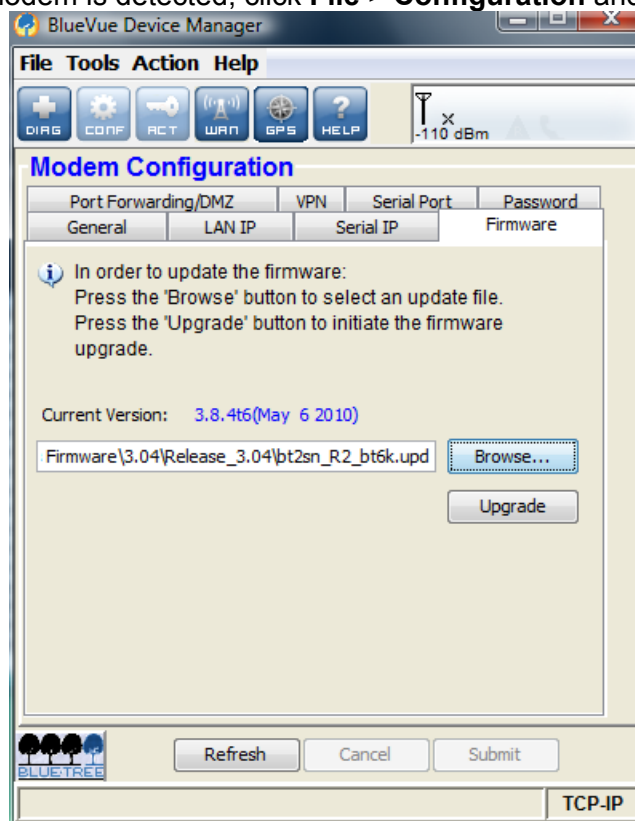 odem is detected, click File > Configuration and
BlueVue Device Manager
File Tools Action Help
DIAG CONF ACT WAN GPS HELP
-110 dBm
Modem Configuration
Port Forwarding/DMZ VPN Serial Port Password
General LAN IP Serial IP Firmware
In order to update the firmware:
Press the 'Browse' button to select an update file.
Press the 'Upgrade' button to initiate the firmware
upgrade.
Current Version: 3.8.4t6(May 6 2010)
Firmware\3.04\Release_3.04\bt2sn_R2_bt6k.upd Browse...
Upgrade
BLUETREE Refresh Cancel Submit
TCP-IP